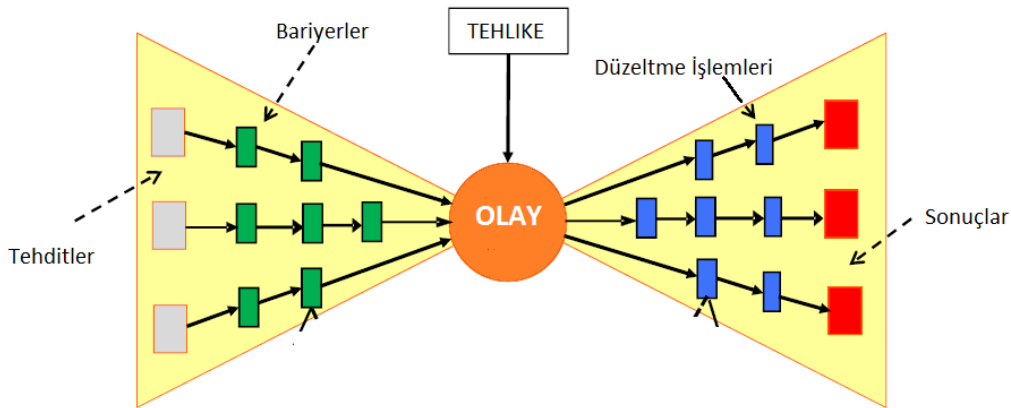 Bariyerler
TEHLIKE
Düzeltme İşlemleri
OLAY
Tehditler
Sonuçlar